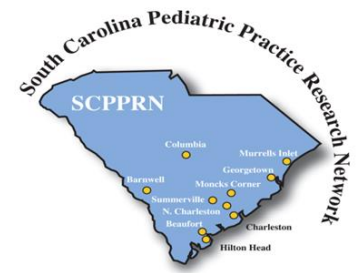 South Carolina Pediatric Practice Research Network
SCPPRN
Columbia
Murrells Inlet
Georgetown
Barnwell
Moncks Corner
Summerville
N. Charleston
Beaufort
Charleston
Hilton Head